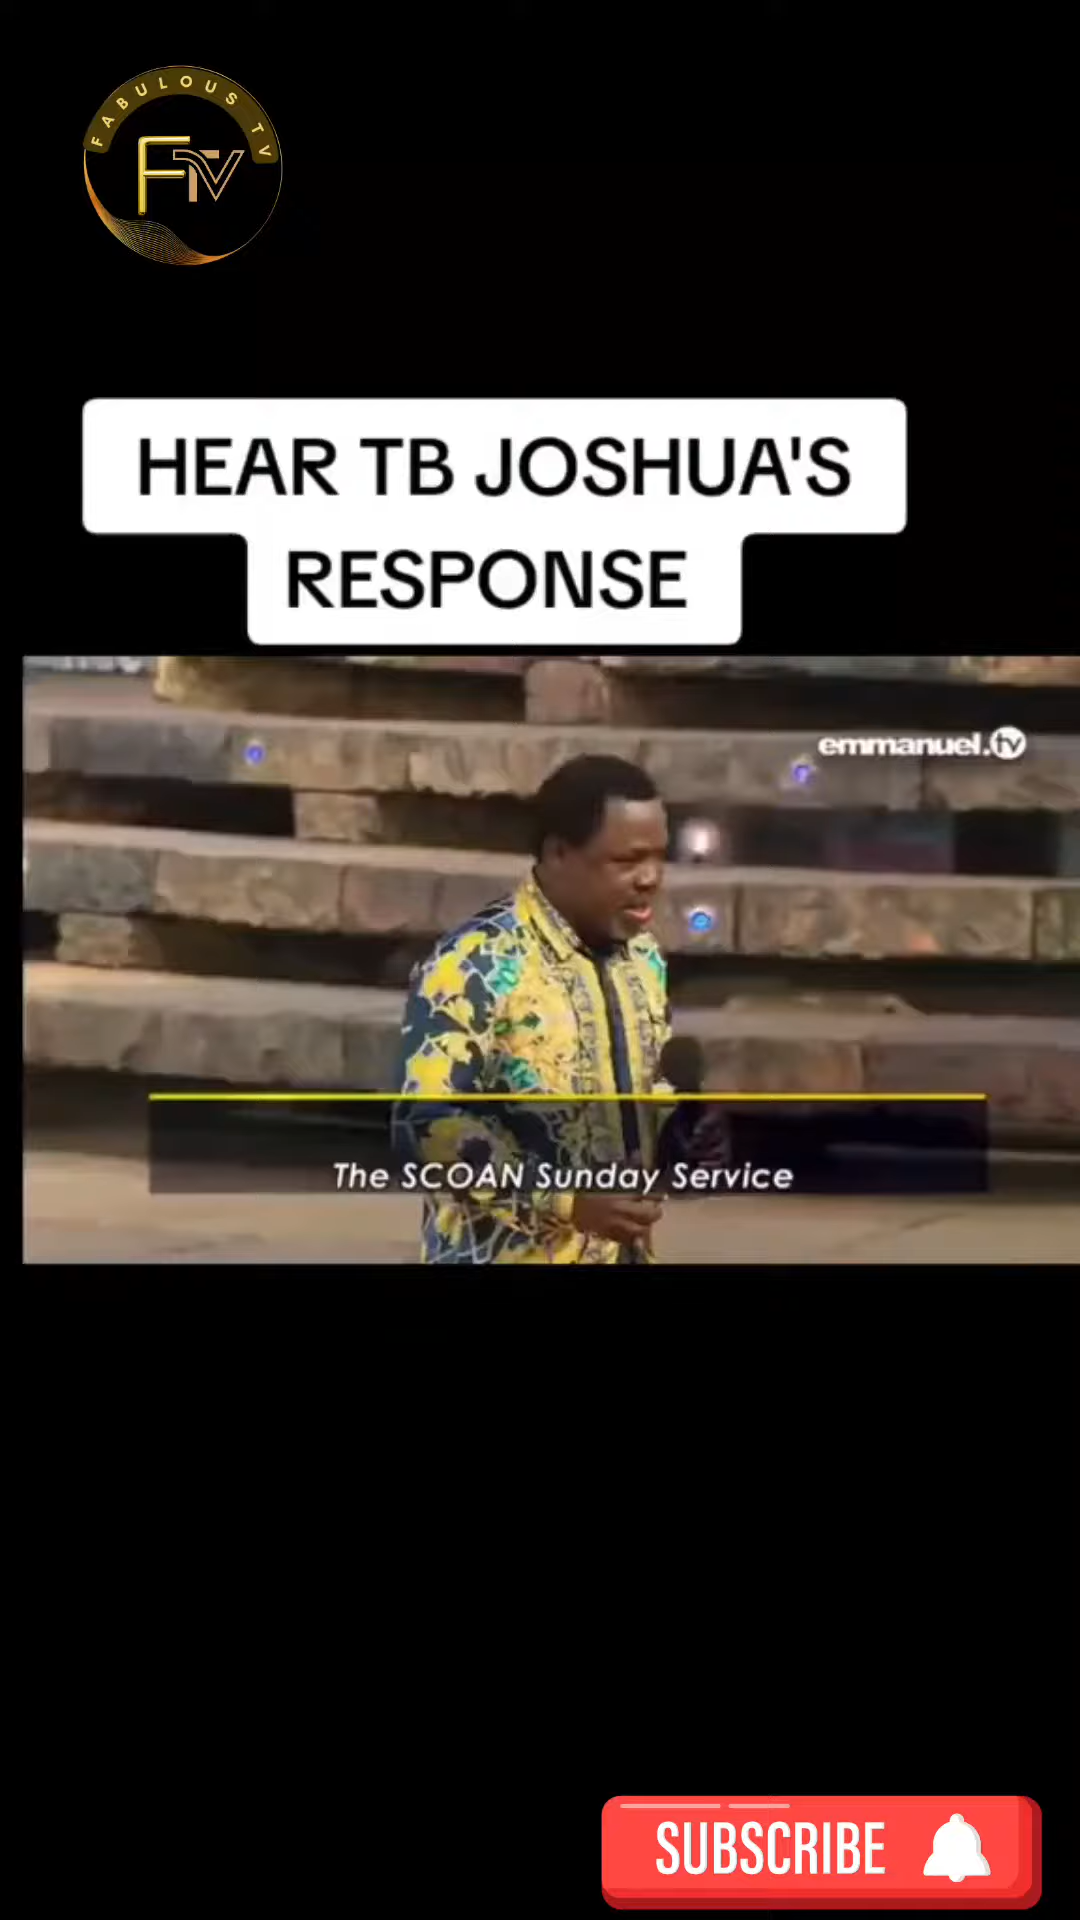 FABULOUS TV
FTV
HEAR TB JOSHUA'S
RESPONSE
emmanuel.tv
The SCOAN Sunday Service
SUBSCRIBE